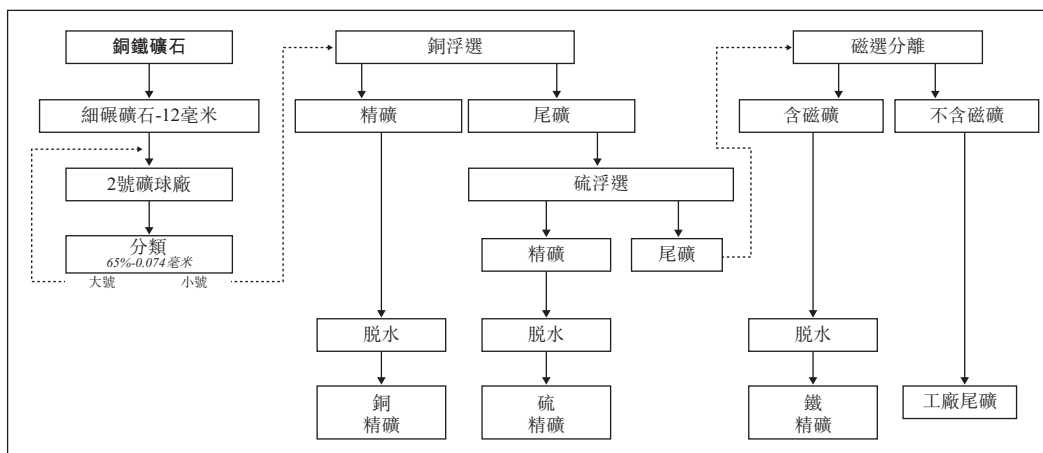 銅鐵礦石
細碾礦石-12毫米
2號礦球廠
分類
65%-0.074毫米
大號 小號
銅浮選
精礦 尾礦
硫浮選
精礦 尾礦
脱水 脱水
銅
精礦
硫
精礦
磁選分離
含磁礦 不含磁礦
脱水
鐵
精礦
工廠尾礦